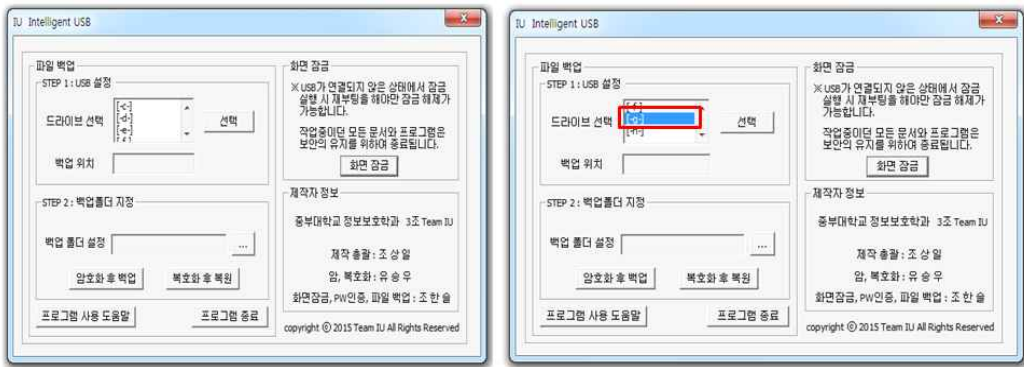 IU Intelligent USB
파일 백업
STEP 1 : USB 설정
드라이브 선택
[-c-]
[-d-]
[-e-]
[-f-]
선택
백업 위치
STEP 2 : 백업폴더 지정
백업 폴더 설정
...
암호화 후 백업
복호화 후 복원
프로그램 사용 도움말
프로그램 종료
화면 잠금
※ USB가 연결되지 않은 상태에서 잠금
실행 시 재부팅을 해야만 잠금 해제가
가능합니다.
작업중이던 모든 문서와 프로그램은
보안의 유지를 위하여 종료됩니다.
화면 잠금
제작자 정보
중부대학교 정보보호학과 3조 Team IU
제작 총괄 : 조 상 일
암, 복호화 : 유 승 우
화면잠금, PW인증, 파일 백업 : 조 한 슬
copyright ⓒ 2015 Team IU All Rights Reserved
IU Intelligent USB
파일 백업
STEP 1 : USB 설정
드라이브 선택
[-f-]
[-g-]
[-h-]
선택
백업 위치
STEP 2 : 백업폴더 지정
백업 폴더 설정
...
암호화 후 백업
복호화 후 복원
프로그램 사용 도움말
프로그램 종료
화면 잠금
※ USB가 연결되지 않은 상태에서 잠금
실행 시 재부팅을 해야만 잠금 해제가
가능합니다.
작업중이던 모든 문서와 프로그램은
보안의 유지를 위하여 종료됩니다.
화면 잠금
제작자 정보
중부대학교 정보보호학과 3조 Team IU
제작 총괄 : 조 상 일
암, 복호화 : 유 승 우
화면잠금, PW인증, 파일 백업 : 조 한 슬
copyright ⓒ 2015 Team IU All Rights Reserved